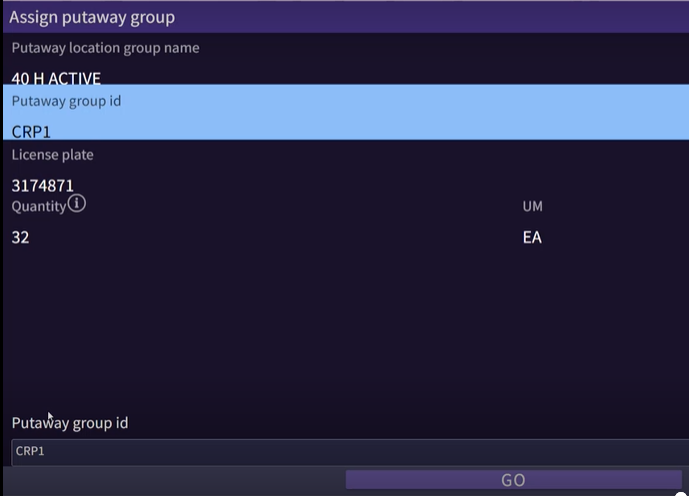 Assign putaway group
Putaway location group name
40 H ACTIVE
Putaway group id
CRP1
License plate
3174871
Quantity
32
UM
EA
Putaway group id
CRP1
GO